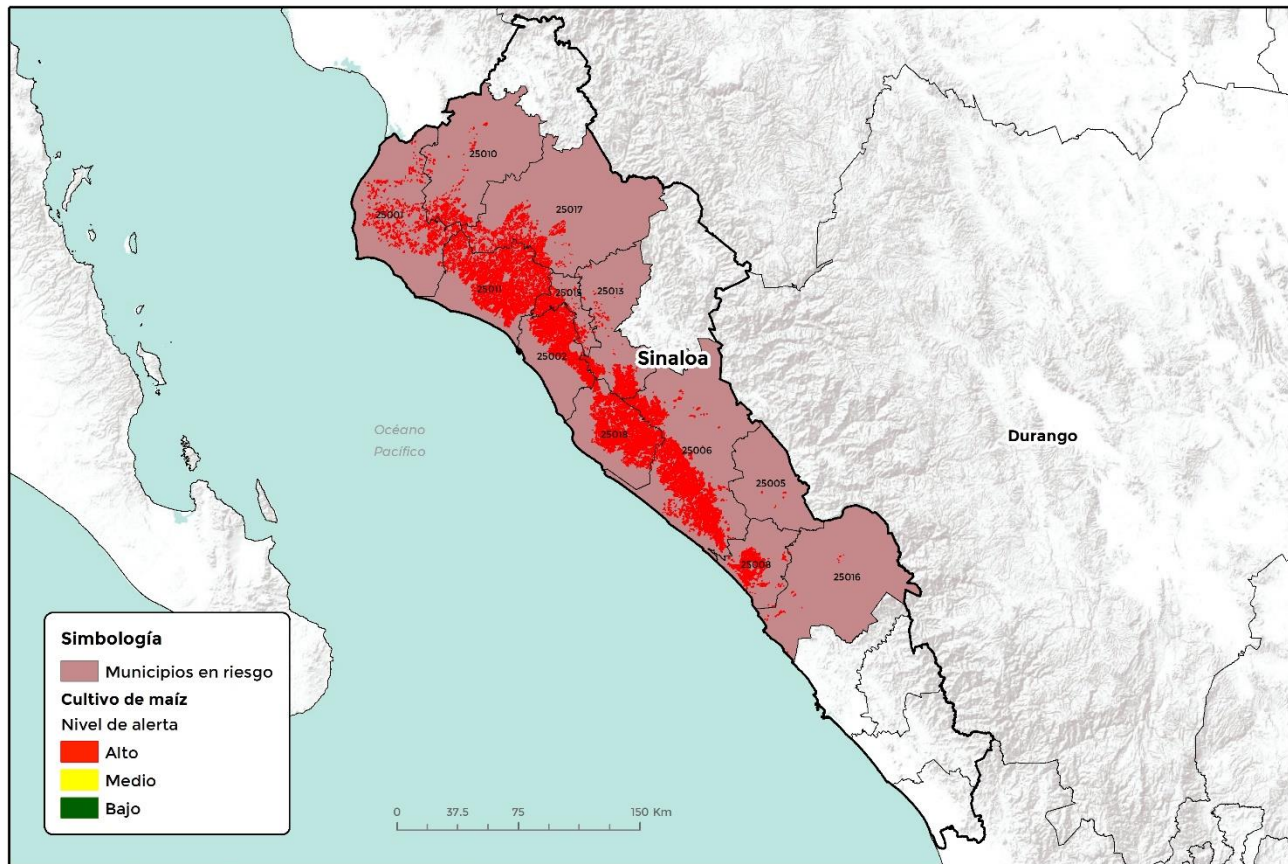 25010
25001
25017
25011
25015
25013
25002
Sinaloa
4
Océano
Pacífico
25018
25006
Durango
25005
25008
25016
Simbología
Municipios en riesgo
Cultivo de maíz
Nivel de alerta
Alto
Medio
Bajo
0 37.5 75 150 Km